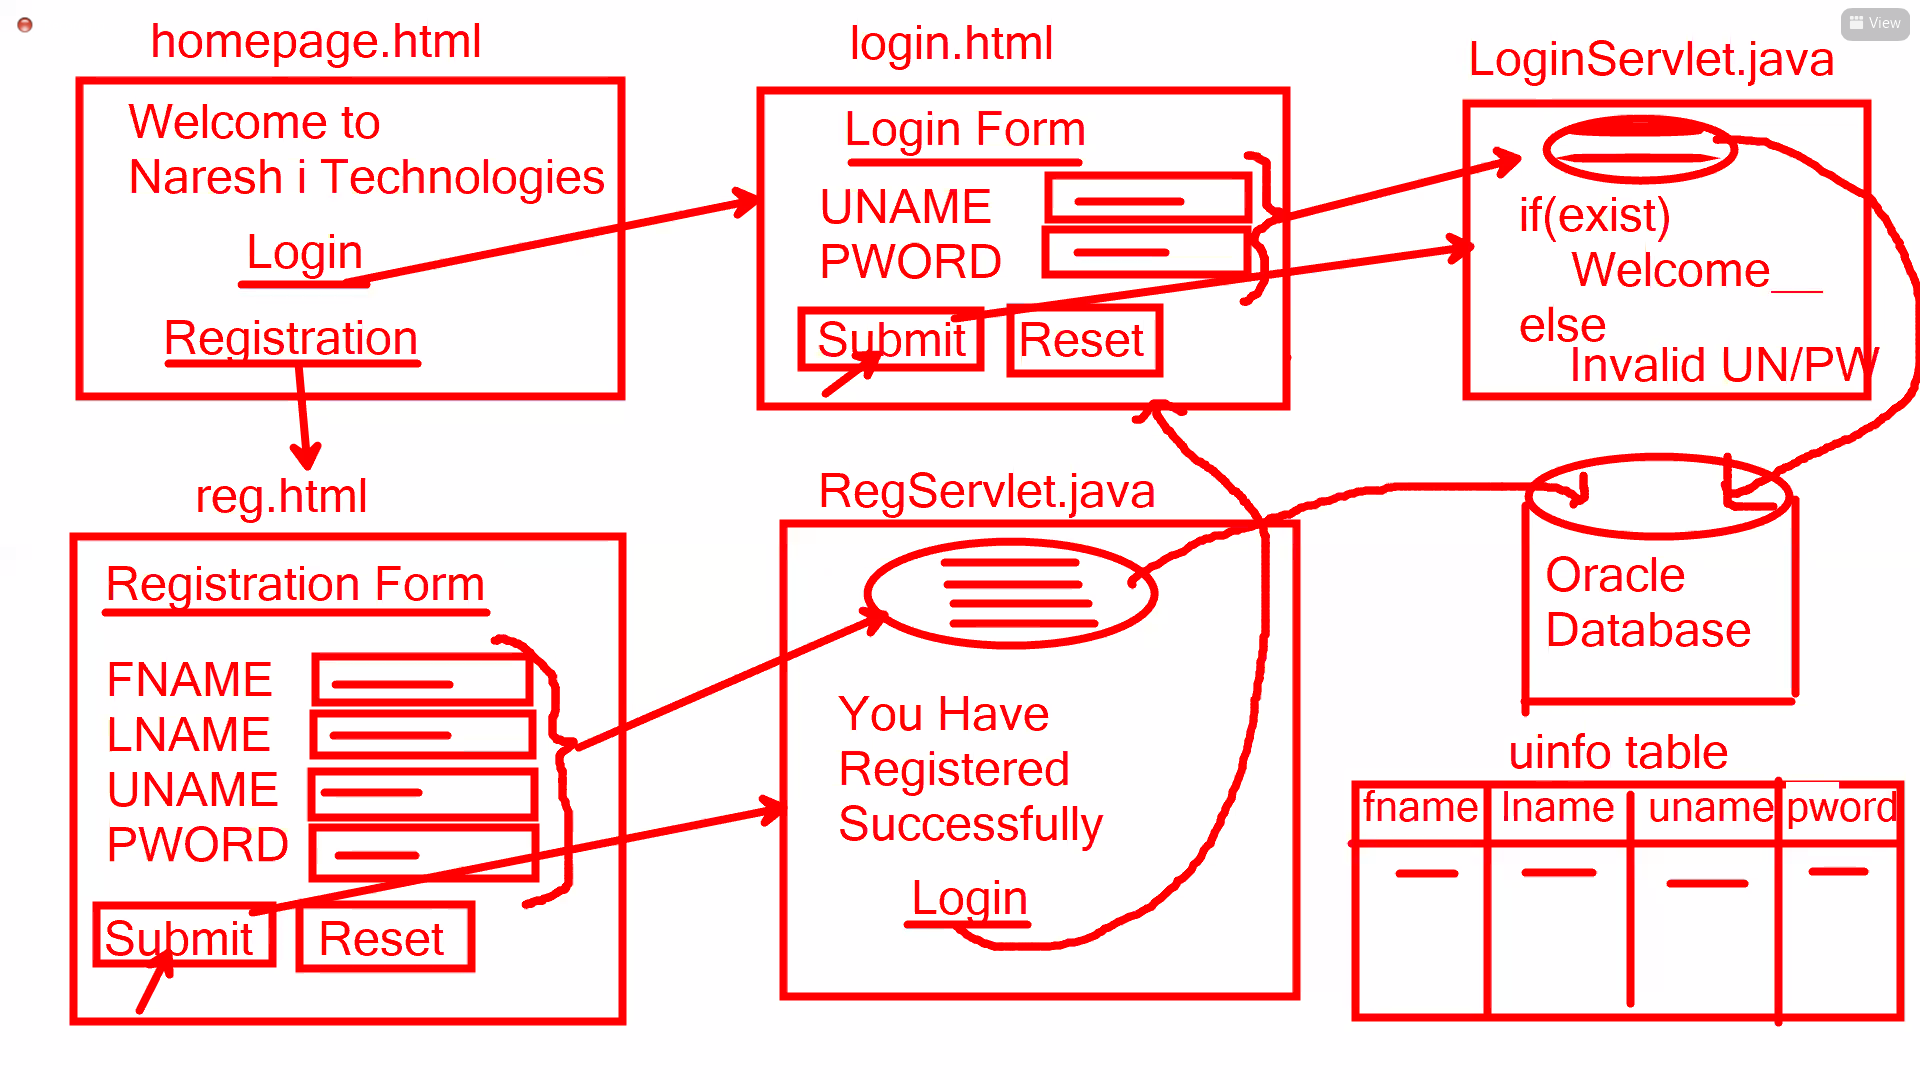 homepage.html
Welcome to
Naresh i Technologies
Login
Registration
login.html
Login Form
UNAME
PWORD
Submit
Reset
LoginServlet.java
if(exist)
Welcome__
else
Invalid UN/PW
View
reg.html
Registration Form
FNAME
LNAME
UNAME
PWORD
Submit
Reset
RegServlet.java
You Have
Registered
Successfully
Login
Oracle
Database
uinfo table
fname lname uname pword